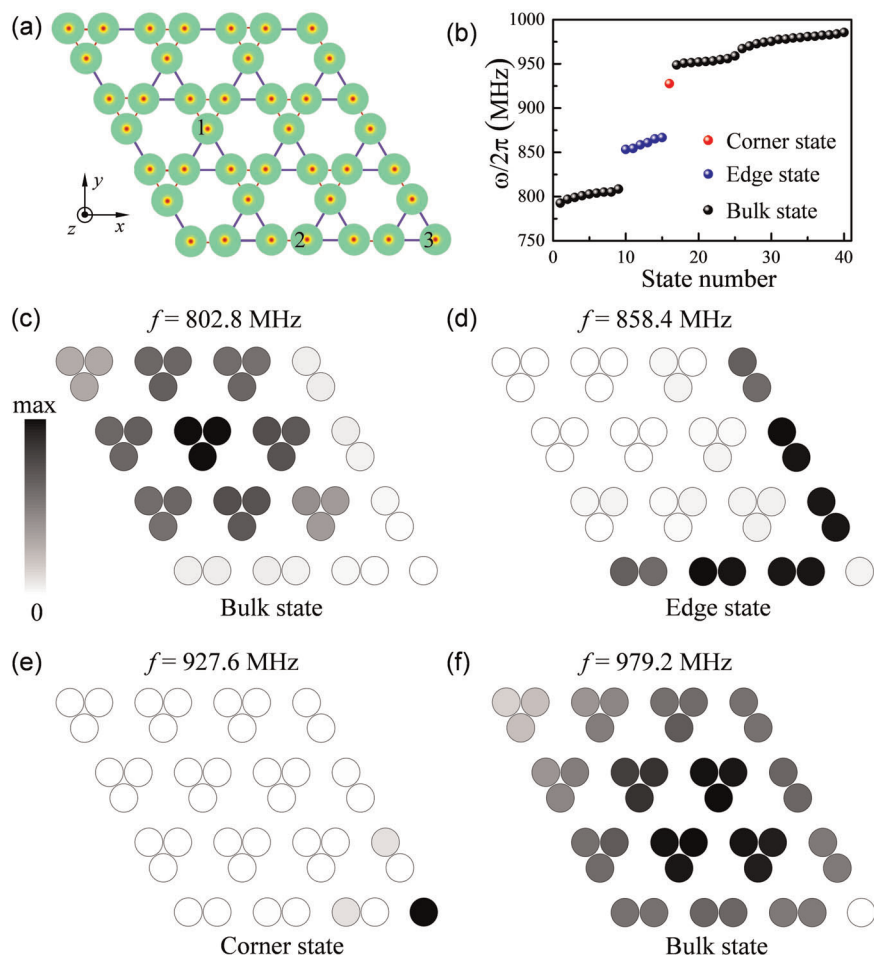 (a)
1
2
3
y
z
x
(b)
ω/2π (MHz)
1000
950
900
850
800
750
0
10
20
30
40
State number
Corner state
Edge state
Bulk state
(c)
f = 802.8 MHz
max
0
Bulk state
(d)
f = 858.4 MHz
Edge state
(e)
f = 927.6 MHz
Corner state
(f)
f = 979.2 MHz
Bulk state